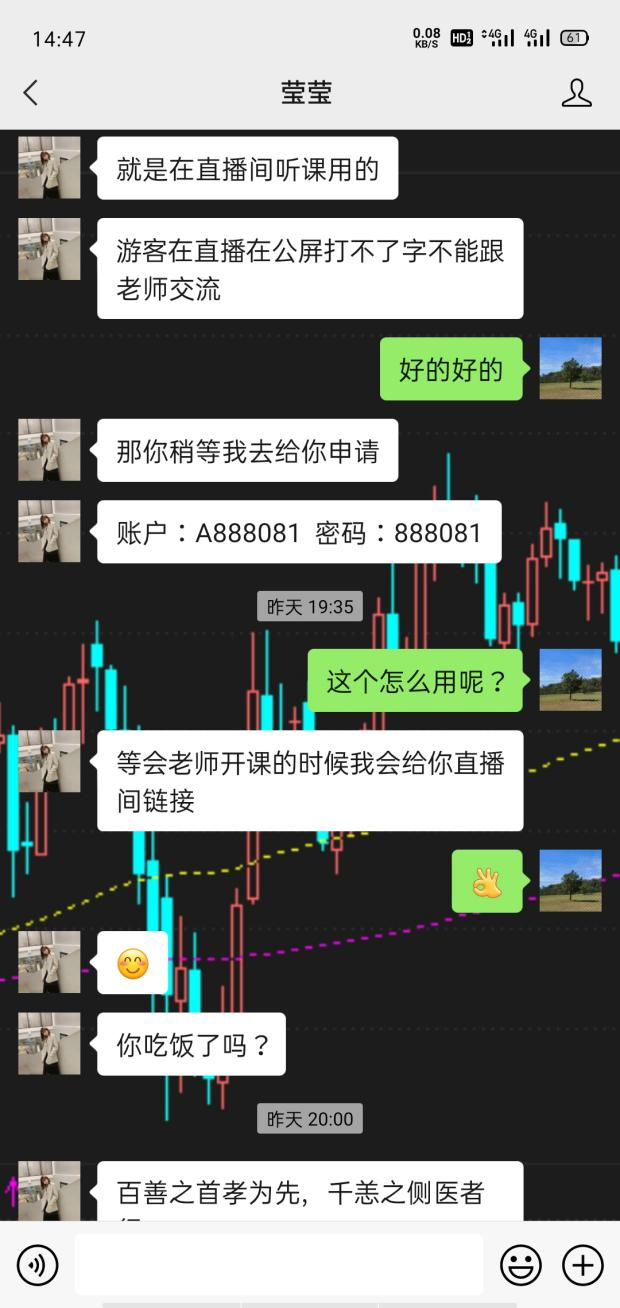 14:47
0.08
KB/S
HD
4G
4G
61
莹莹
就是在直播间听课用的
游客在直播在公屏打不了字不能跟
老师交流
好的好的
那你稍等我去给你申请
账户：A888081 密码：888081
昨天 19:35
这个怎么用呢？
等会老师开课的时候我会给你直播
间链接
你吃饭了吗？
昨天 20:00
百善之首孝为先，千恙之侧医者